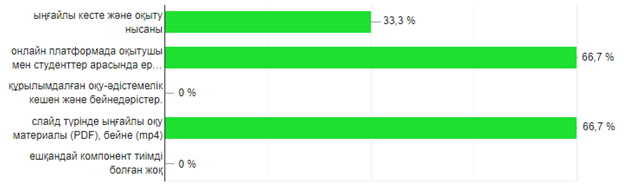 ыңғайлы кесте және оқыту
нысаны
33,3 %
онлайн платформада оқытушы
мен студенттер арасында ер…
66,7 %
құрылымдалған оқу-әдістемелік
кешен және бейнедәрістер.
0 %
слайд түрінде ыңғайлы оқу
материалы (PDF), бейне (mp4)
66,7 %
ешқандай компонент тиімді
болған жоқ
0 %